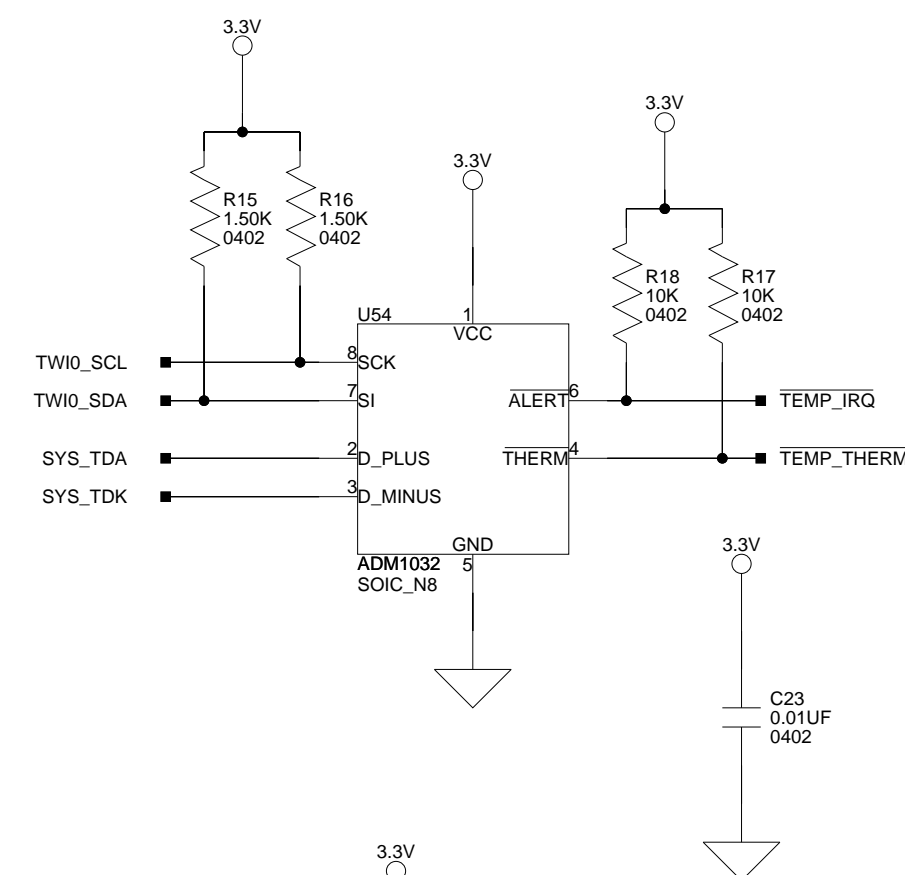 3.3V
3.3V
3.3V
R15
1.50K
0402
R16
1.50K
0402
R18
10K
0402
R17
10K
0402
U54
1
VCC
TWI0_SCL
8
SCK
TWI0_SDA
7
SI
ALERT
6
TEMP_IRQ
SYS_TDA
2
D_PLUS
THERM
4
TEMP_THERM
SYS_TDK
3
D_MINUS
GND
5
ADM1032
SOIC_N8
3.3V
C23
0.01UF
0402
3.3V